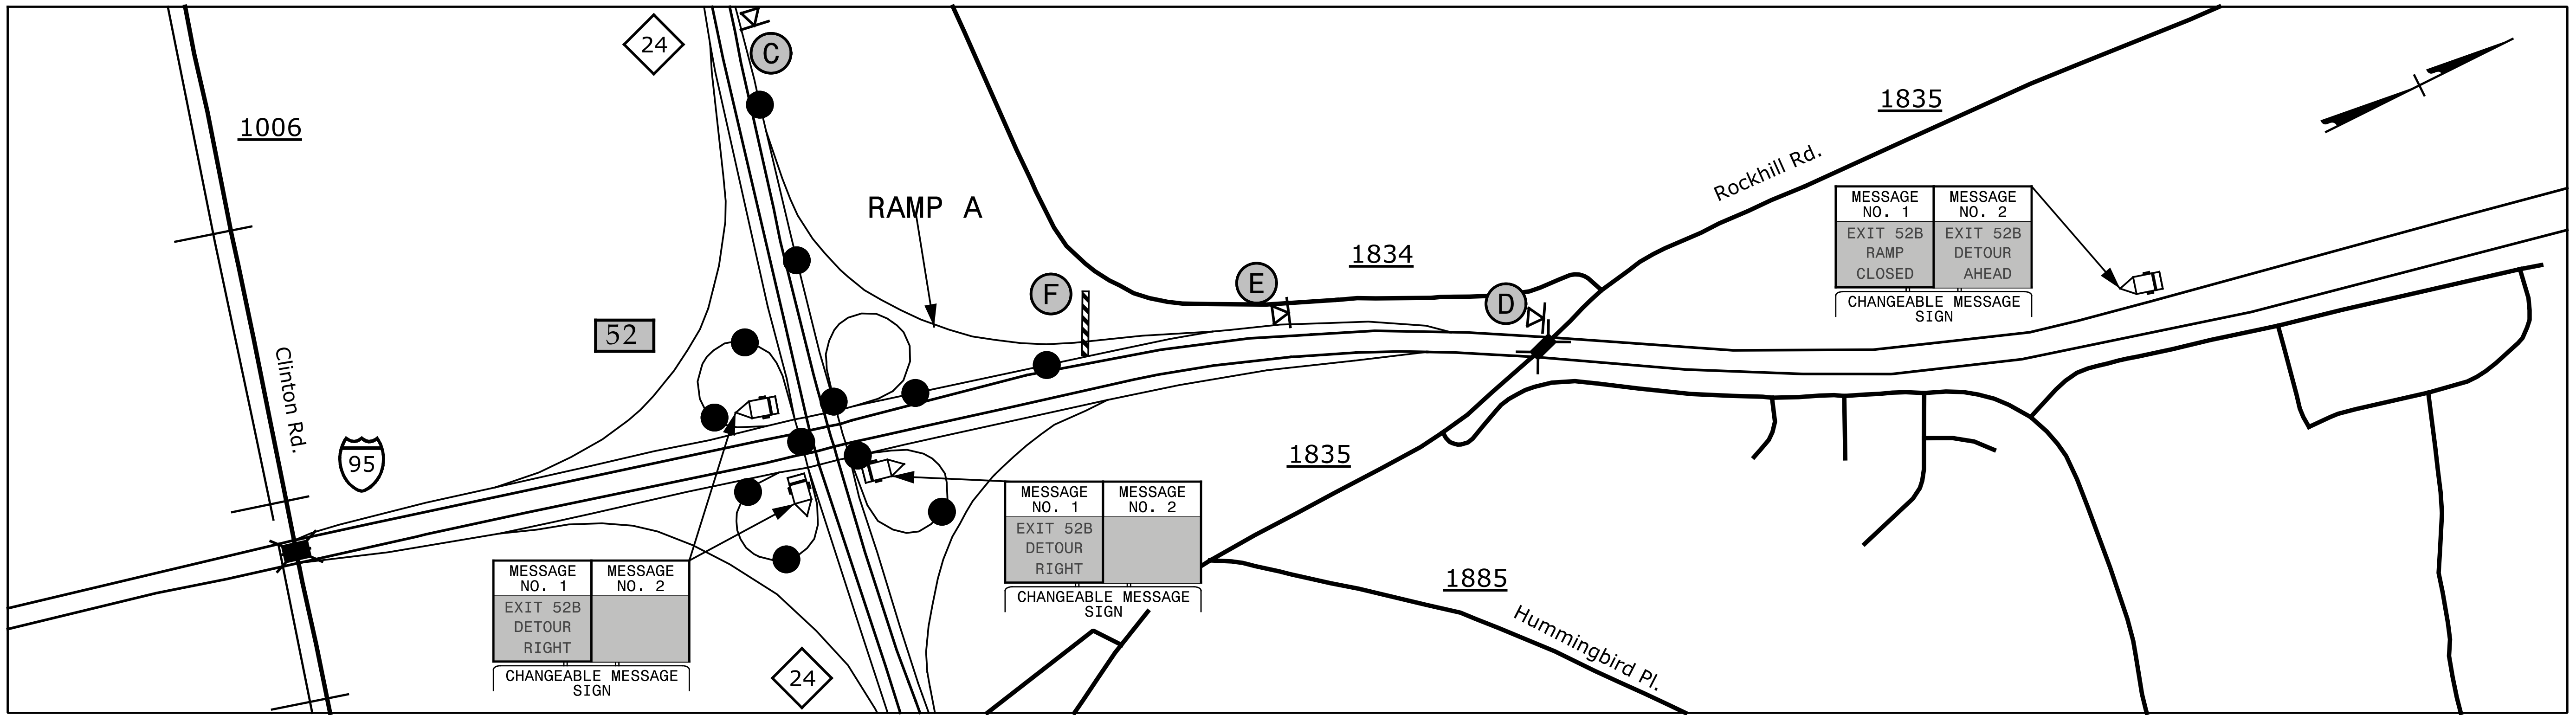 24
C
1006
RAMP A
1835
Rockhill Rd.
MESSAGE NO. 1
EXIT 52B
RAMP
CLOSED
MESSAGE NO. 2
EXIT 52B
DETOUR
AHEAD
CHANGEABLE MESSAGE
SIGN
1834
E
F
D
52
Clinton Rd.
95
1835
MESSAGE NO. 1
EXIT 52B
DETOUR
RIGHT
MESSAGE NO. 2
CHANGEABLE MESSAGE
SIGN
MESSAGE NO. 1
EXIT 52B
DETOUR
RIGHT
MESSAGE NO. 2
CHANGEABLE MESSAGE
SIGN
1885
Hummingbird Pl.
24